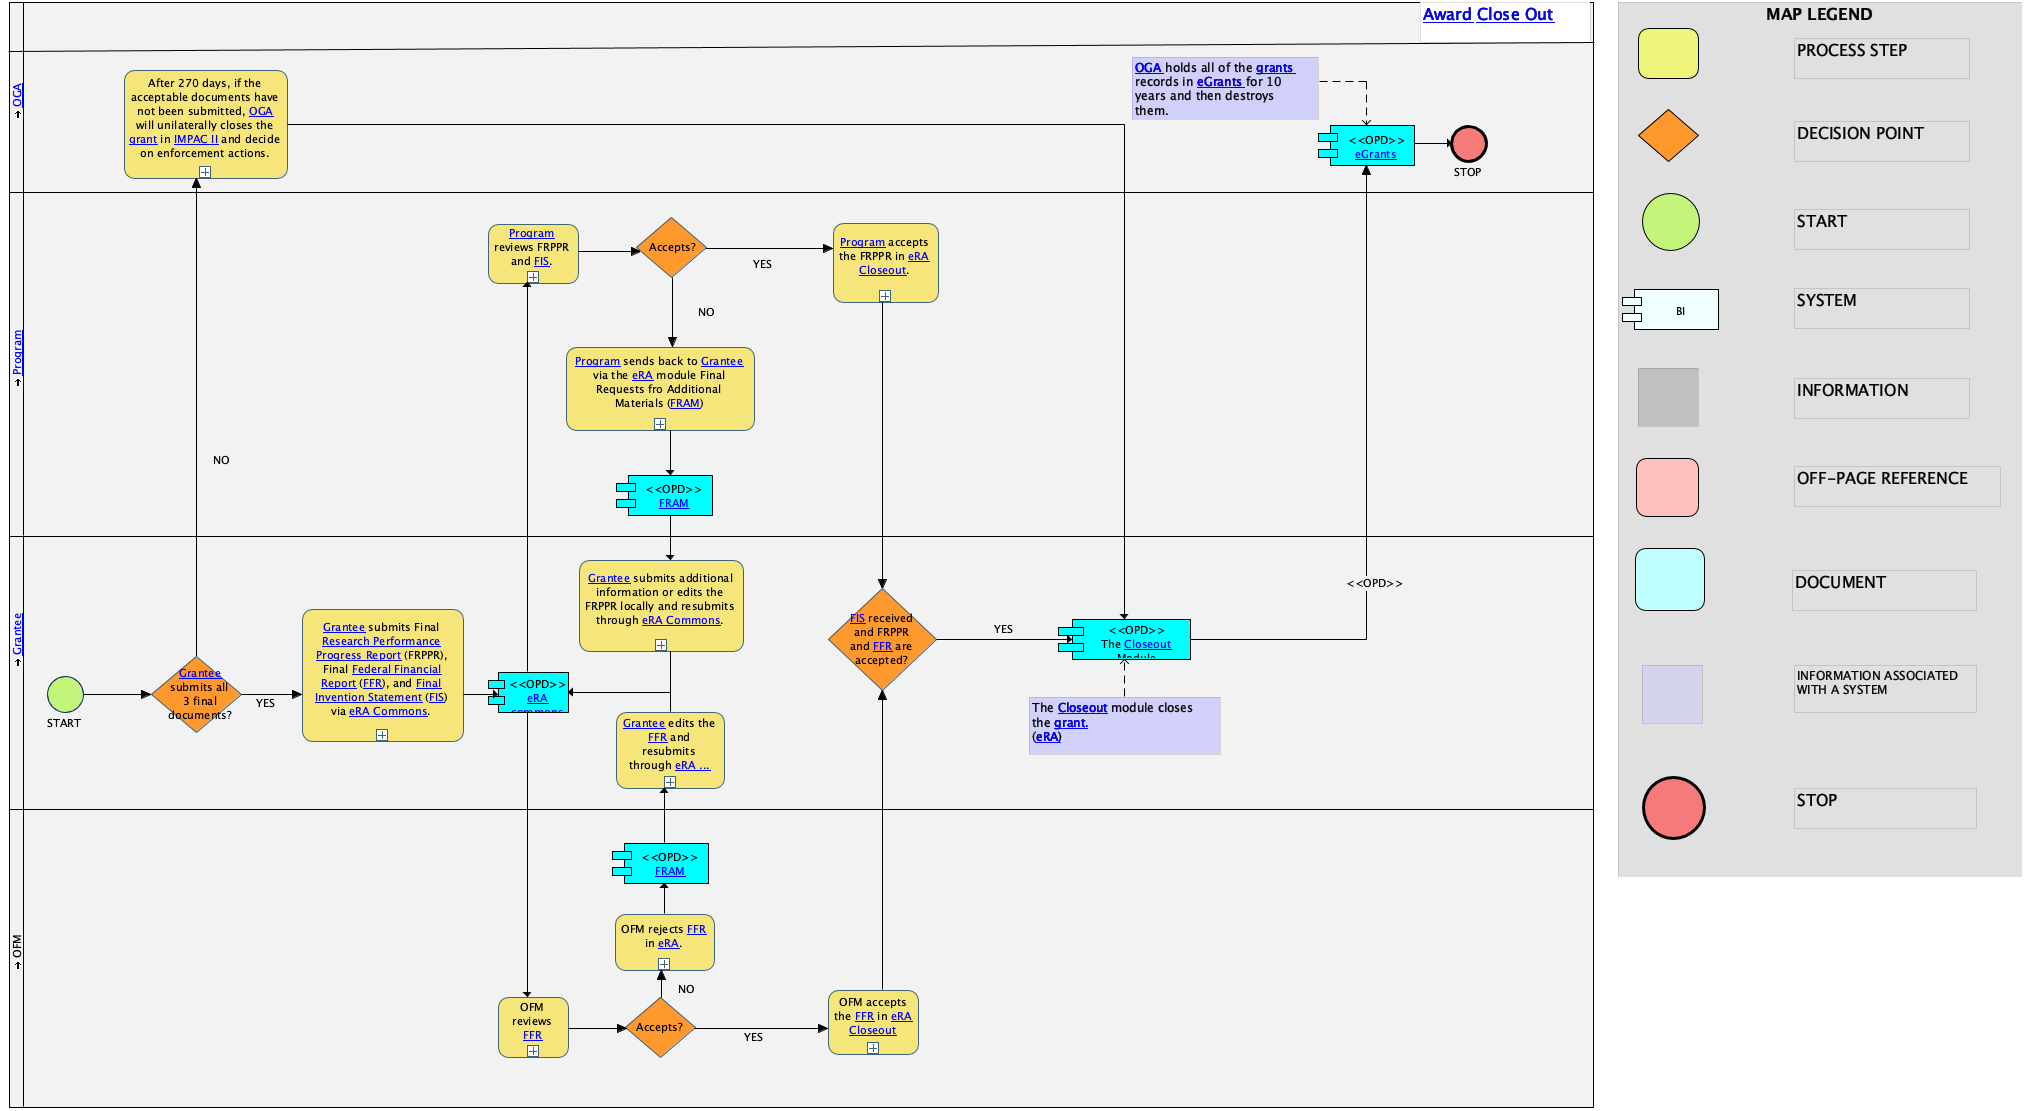 Award Close Out
OGA
After 270 days, if the
acceptable documents have
not been submitted, OGA
will unilaterally closes the
grant in IMPAC II and decide
on enforcement actions.
OGA holds all of the grants
records in eGrants for 10
years and then destroys
them.
<<OPD>>
eGrants
STOP
Program
Program
reviews FRPPR
and FIS.
Accepts?
YES
NO
Program accepts
the FRPPR in eRA
Closeout.
Program sends back to Grantee
via the eRA module Final
Requests fro Additional
Materials (FRAM)
<<OPD>>
FRAM
NO
Grantee
START
Grantee
submits all
3 final
documents?
YES
Grantee submits Final
Research Performance
Progress Report (FRPPR),
Final Federal Financial
Report (FFR), and Final
Invention Statement (FIS)
via eRA Commons.
<<OPD>>
eRA
commons
Grantee submits additional
information or edits the
FRPPR locally and resubmits
through eRA Commons.
Grantee edits the
FFR and
resubmits
through eRA ...
FIS received
and FRPPR
and FFR are
accepted?
YES
<<OPD>>
The Closeout
Module
The Closeout module closes
the grant.
(eRA)
<<OPD>>
OFM
<<OPD>>
FRAM
OFM rejects FFR
in eRA.
NO
OFM
reviews
FFR
Accepts?
YES
OFM accepts
the FFR in eRA
Closeout
MAP LEGEND
PROCESS STEP
DECISION POINT
START
BI
SYSTEM
INFORMATION
OFF-PAGE REFERENCE
DOCUMENT
INFORMATION ASSOCIATED
WITH A SYSTEM
STOP